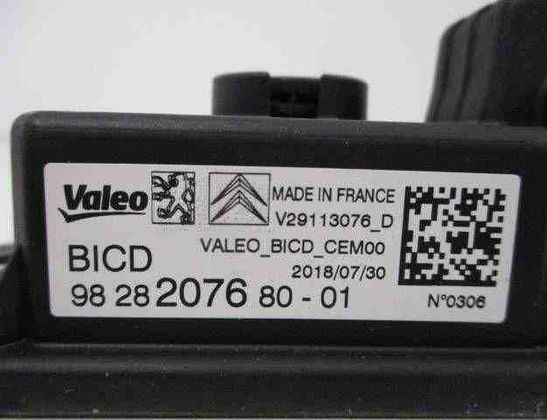 Valeo
MADE IN FRANCE
V29113076_D
VALEO_BICD_CEM00
BICD
2018/07/30
98 28 2076 80 - 01
N°0306